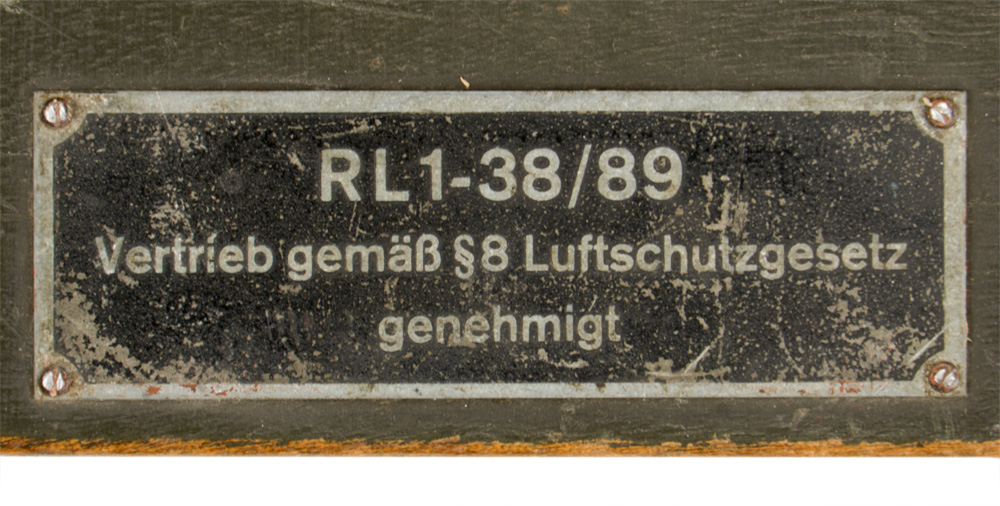 RL1-38/89
Vertrieb gemäß §8 Luftschutzgesetz
genehmigt